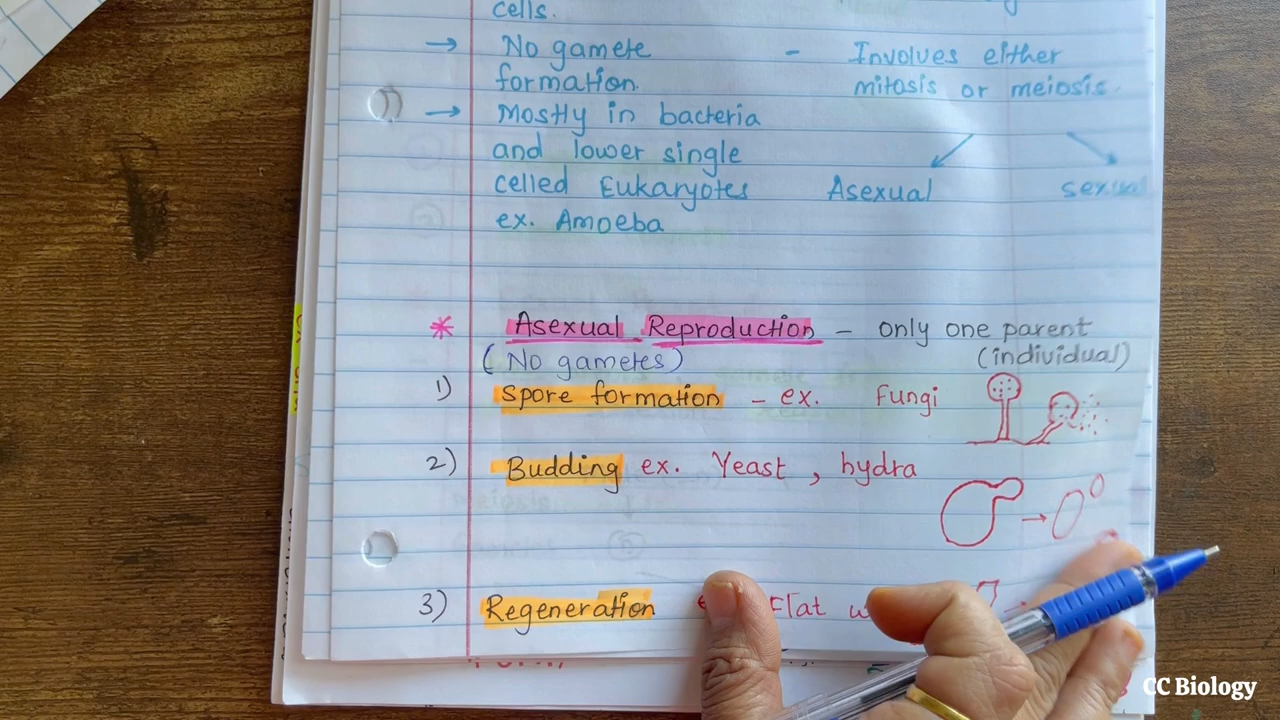 cells.
→ No gamete formation. - Involves either
mitosis or meiosis.
→ Mostly in bacteria
and lower single
celled Eukaryotes Asexual sexual
ex. Amoeba
* Asexual Reproduction - only one parent
(No gametes) (individual)
1) Spore formation - ex. Fungi
2) Budding ex. Yeast, hydra
3) Regeneration Flat
CC Biology